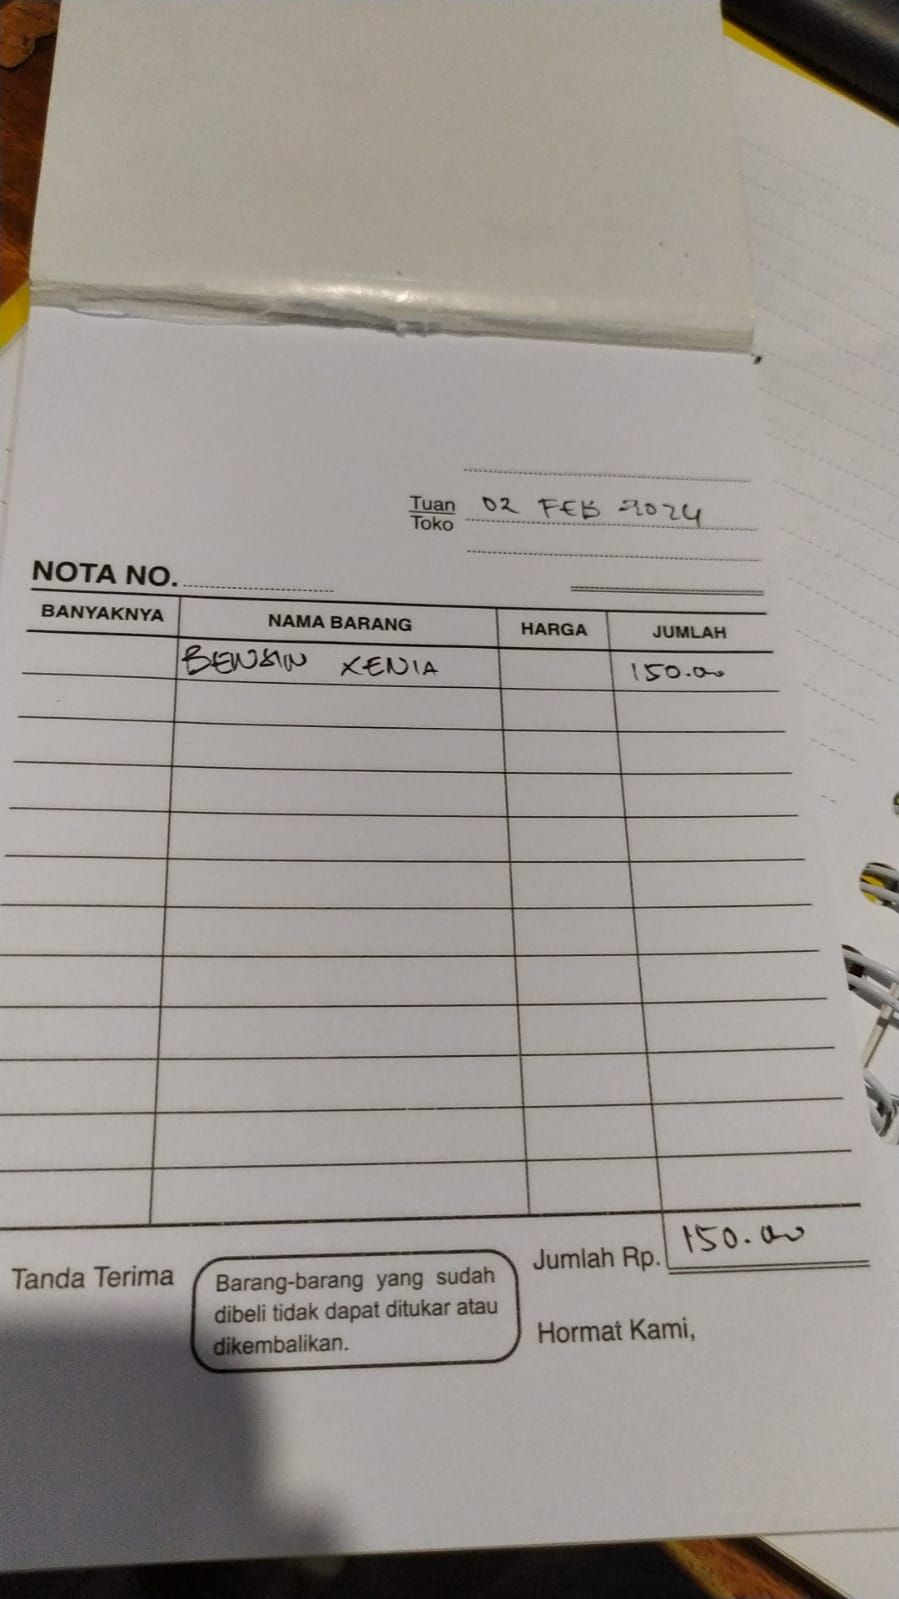 Tuan 02 FEB 2024
Toko
NOTA NO.
BANYAKNYA NAMA BARANG HARGA JUMLAH
BENSIN XENIA 150.000
Jumlah Rp. 150.000
Tanda Terima
Barang-barang yang sudah
dibeli tidak dapat ditukar atau
dikembalikan.
Hormat Kami,